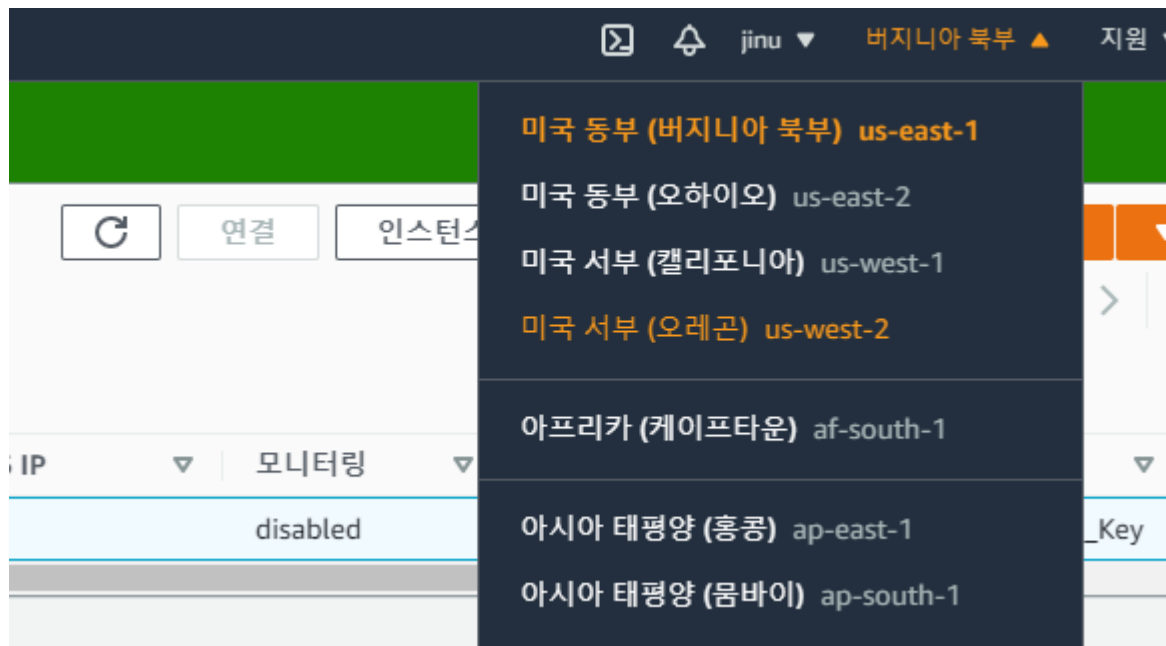 jinu ▼ 버지니아 북부 ▲ 지원
미국 동부 (버지니아 북부) us-east-1
미국 동부 (오하이오) us-east-2
연결 인스턴스
미국 서부 (캘리포니아) us-west-1
미국 서부 (오레곤) us-west-2
아프리카 (케이프타운) af-south-1
IP 모니터링
아시아 태평양 (홍콩) ap-east-1
disabled _Key
아시아 태평양 (뭄바이) ap-south-1